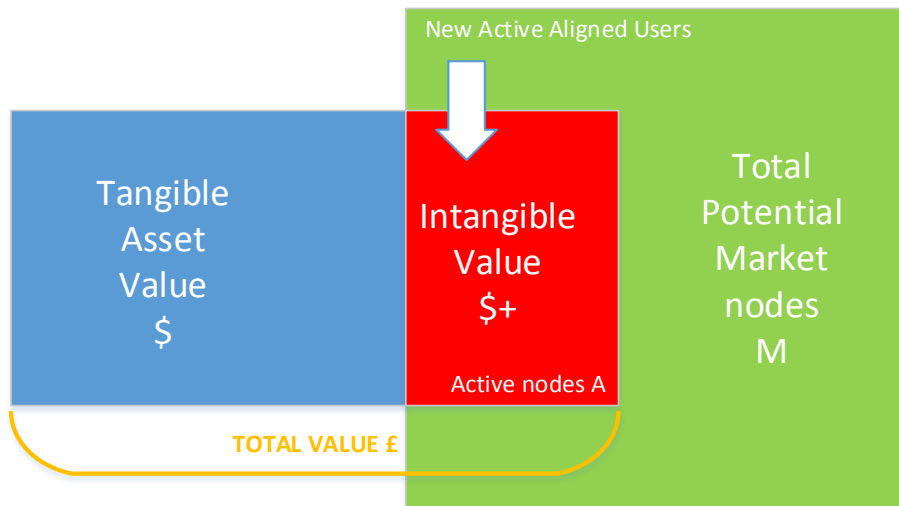 New Active Aligned Users
Tangible
Asset
Value
$
Intangible
Value
$+
Active nodes A
Total
Potential
Market
nodes
M
TOTAL VALUE £